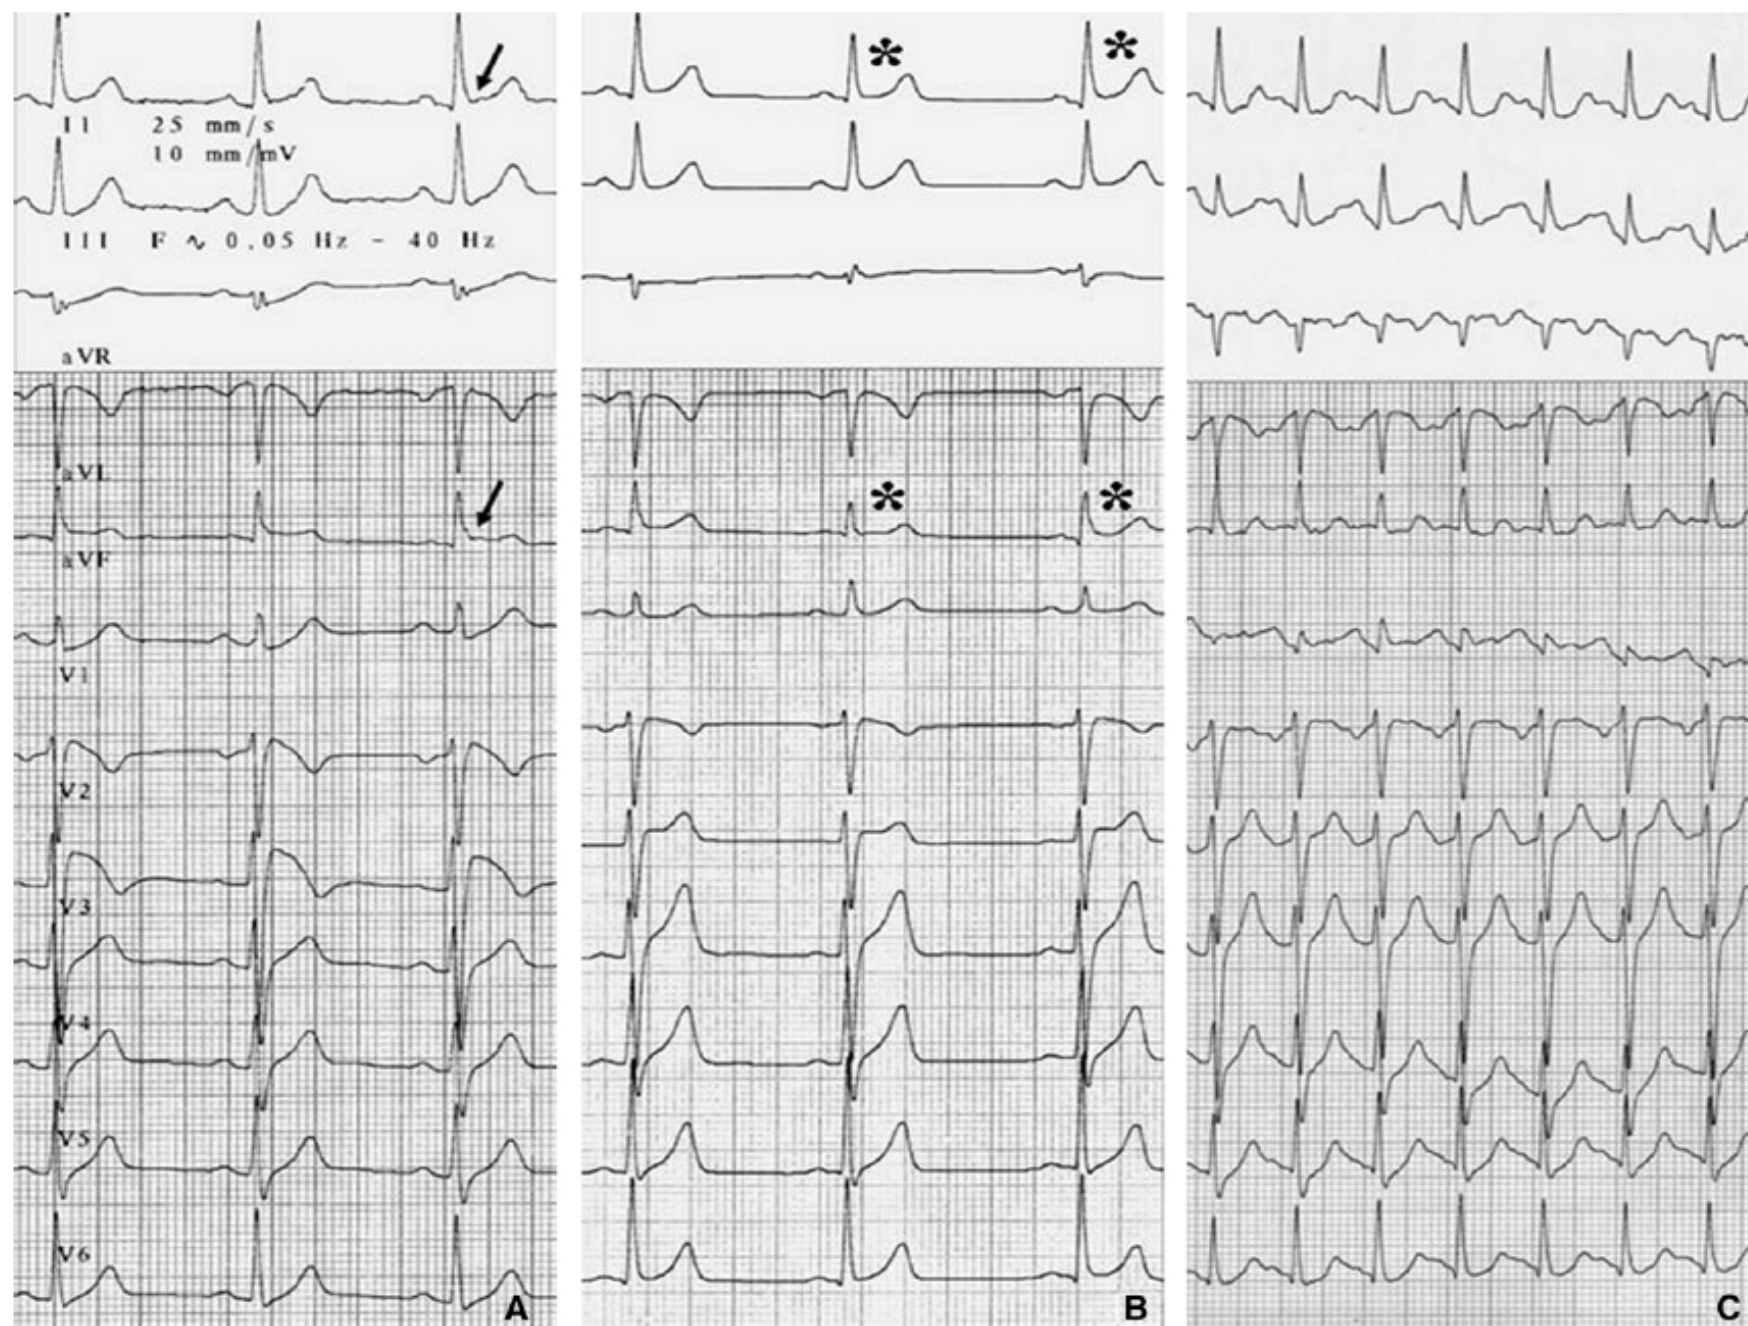 II 25 mm/s
10 mm/mV
III F ∿ 0,05 Hz - 40 Hz
aVR
aVL
aVF
V1
V2
V3
V4
V5
V6
*
*
*
*
A
B
C